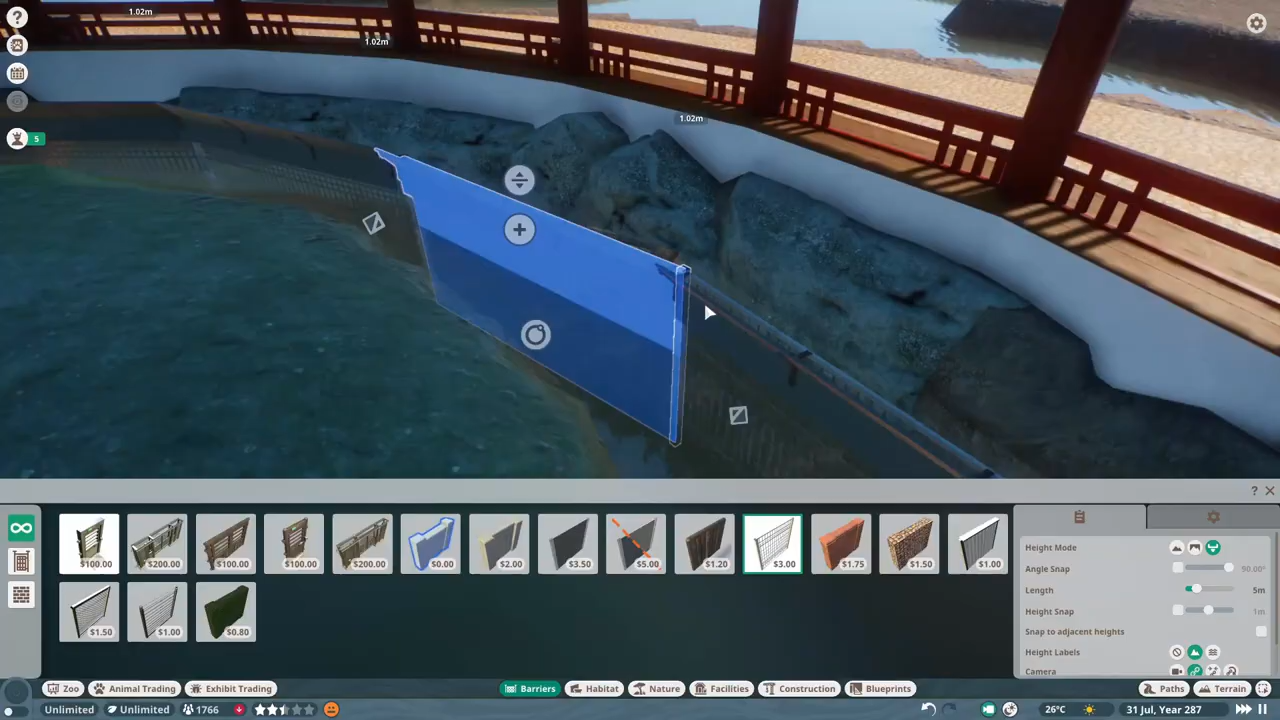 1.02m
1.02m
1.02m
5
?
$100.00 $200.00 $100.00 $100.00 $200.00 $0.00 $2.00 $3.50 $5.00 $1.20 $3.00 $1.75 $1.50 $1.00
$1.50 $1.00 $0.80
Height Mode
Angle Snap 90.00°
Length 5m
Height Snap 1m
Snap to adjacent heights
Height Labels
Camera
Zoo Animal Trading Exhibit Trading Barriers Habitat Nature Facilities Construction Blueprints Paths Terrain
Unlimited Unlimited 1766 26°C 31 Jul, Year 287